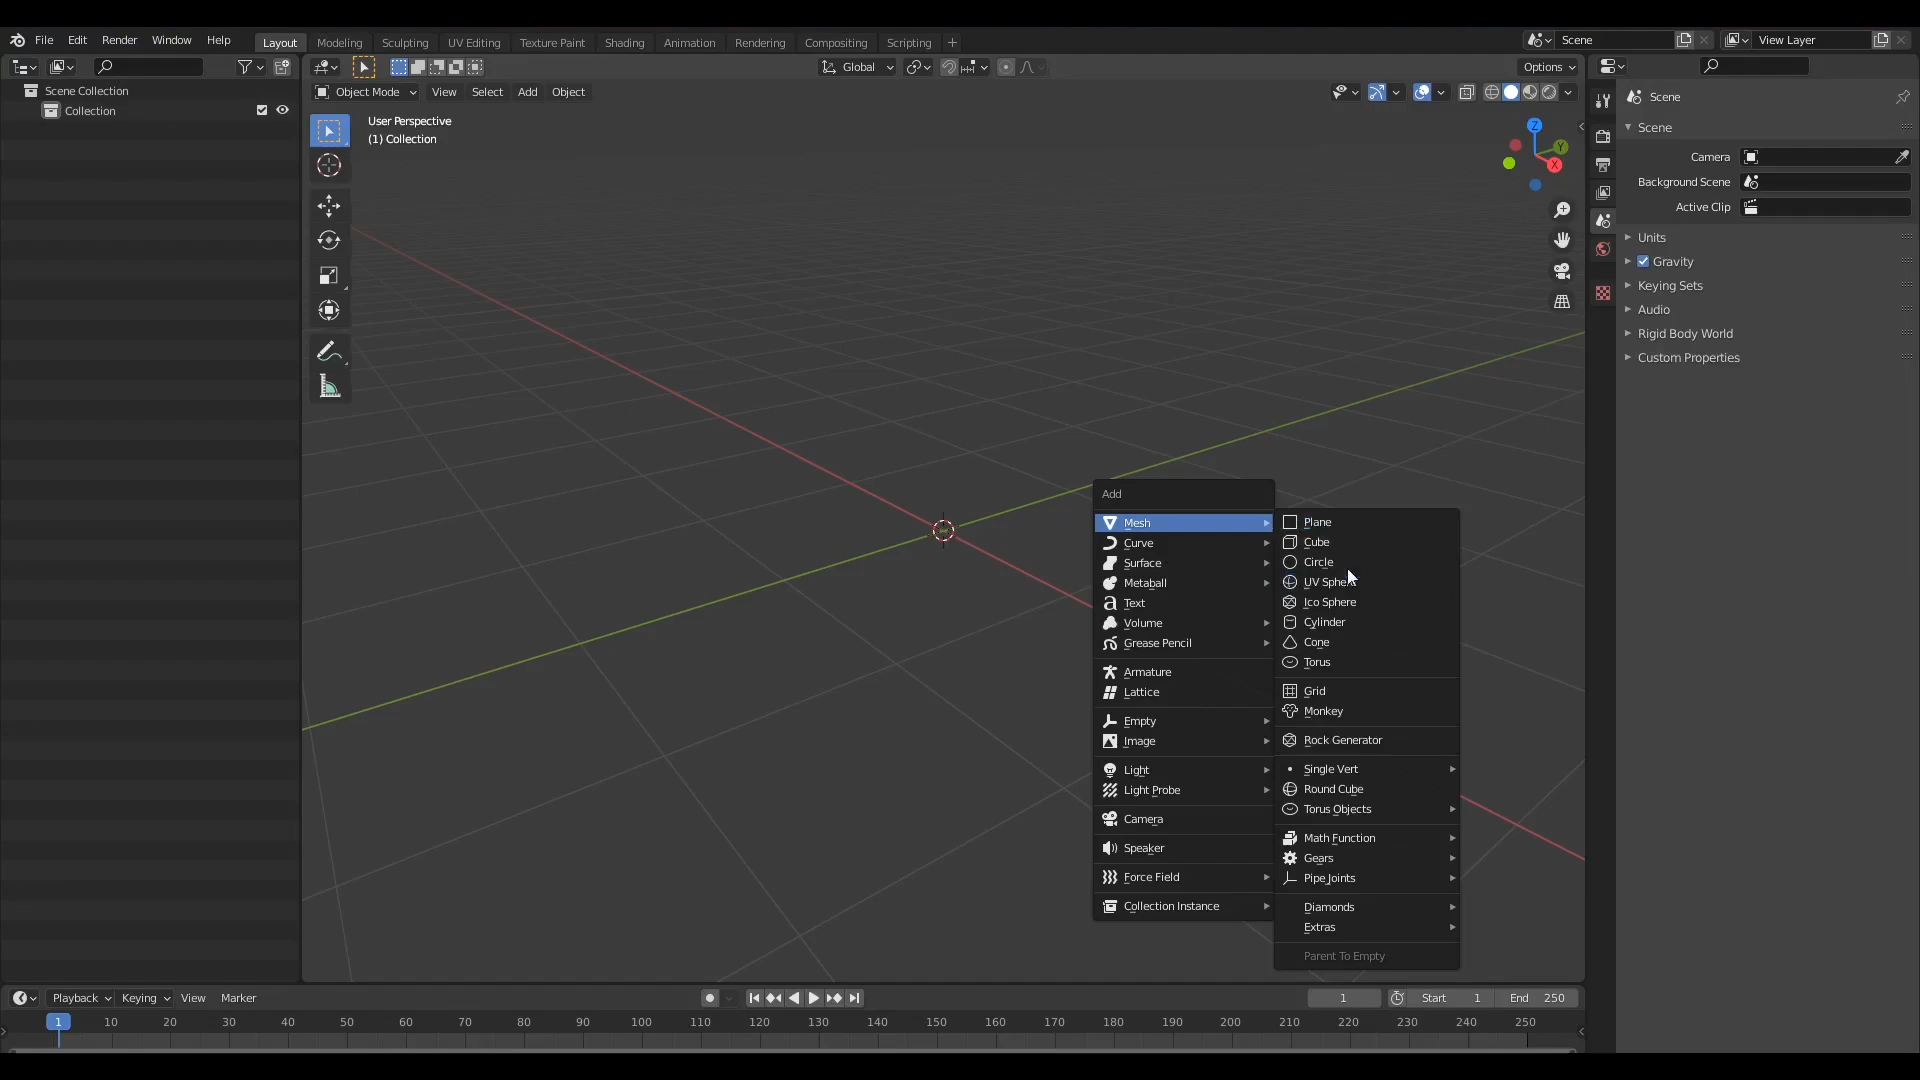 File Edit Render Window Help Layout Modeling Sculpting UV Editing Texture Paint Shading Animation Rendering Compositing Scripting + Scene View Layer
Global Options
Object Mode View Select Add Object
Scene Collection
Collection
User Perspective
(1) Collection
Z
Y
X
Scene
Scene
Camera
Background Scene
Active Clip
Units
Gravity
Keying Sets
Audio
Rigid Body World
Custom Properties
Add
Mesh
Curve
Surface
Metaball
Text
Volume
Grease Pencil
Armature
Lattice
Empty
Image
Light
Light Probe
Camera
Speaker
Force Field
Collection Instance
Plane
Cube
Circle
UV Sphere
Ico Sphere
Cylinder
Cone
Torus
Grid
Monkey
Rock Generator
Single Vert
Round Cube
Torus Objects
Math Function
Gears
Pipe Joints
Diamonds
Extras
Parent To Empty
Playback Keying View Marker 1 Start 1 End 250
1 10 20 30 40 50 60 70 80 90 100 110 120 130 140 150 160 170 180 190 200 210 220 230 240 250